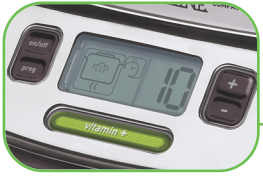 on/off
prog
10
+
-
vitamin +